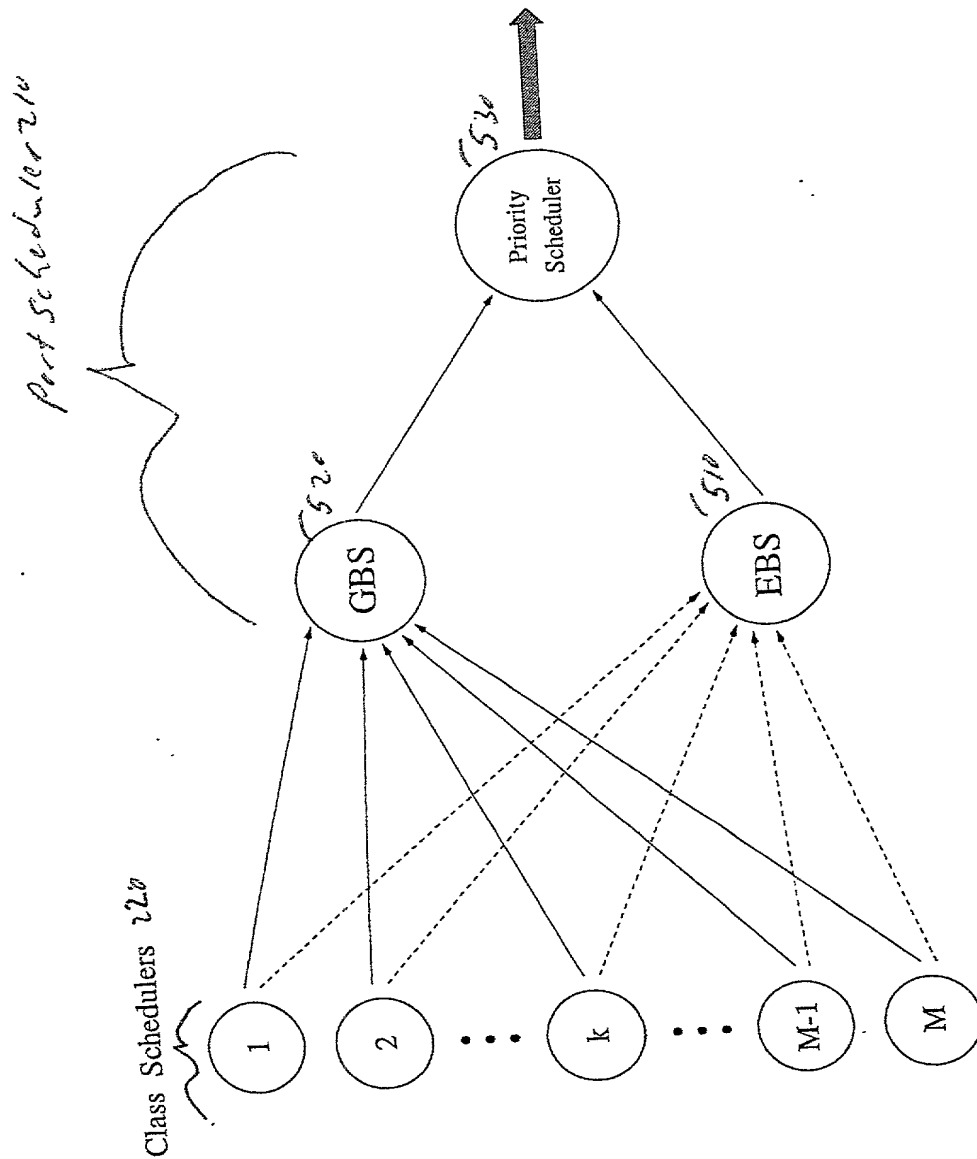 Port Scheduler 210
Class Schedulers 220
1
2
k
M-1
M
GBS
520
EBS
510
Priority
Scheduler
530